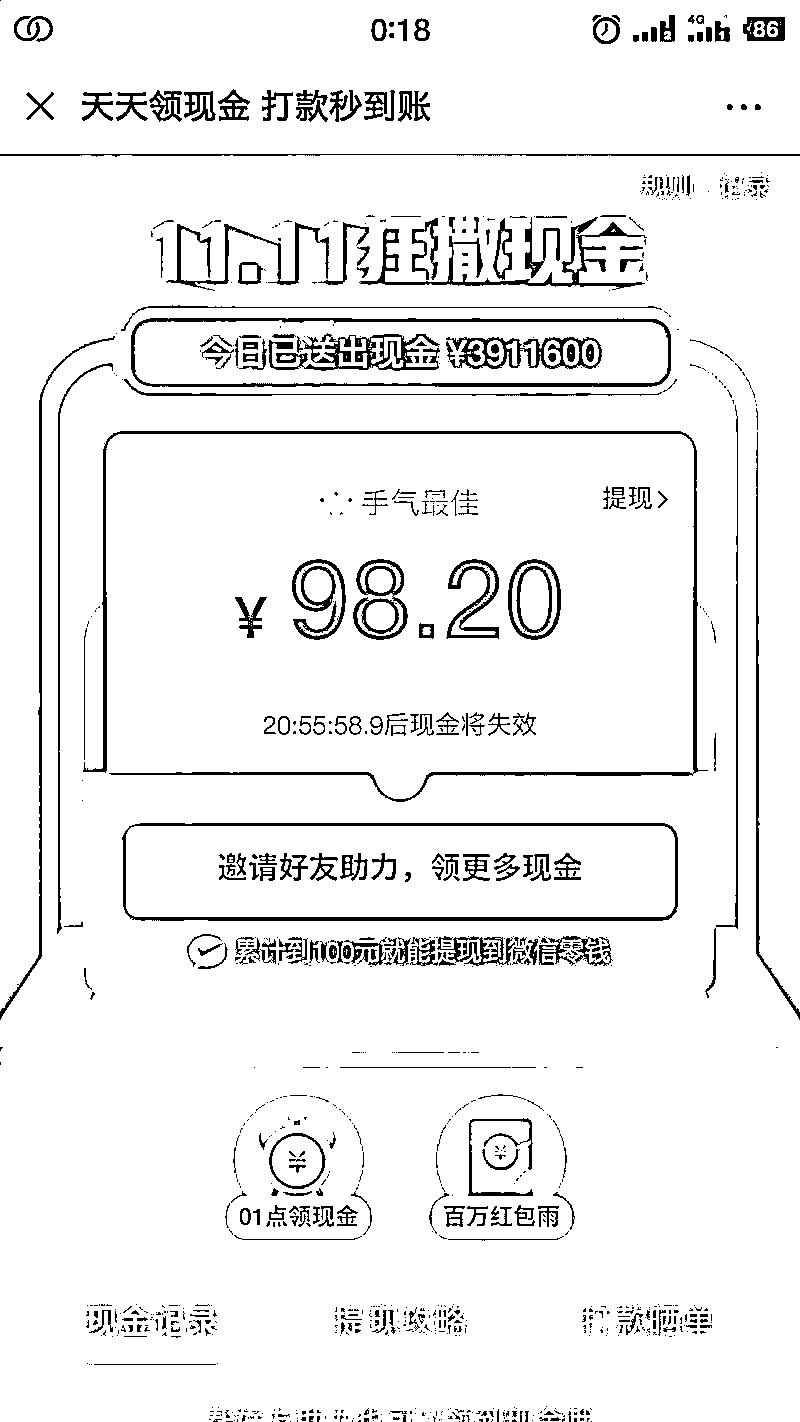 0:18
4G
86
天天领现金 打款秒到账
规则 记录
11.11狂撒现金
今日已送出现金 ¥3911600
手气最佳
提现>
¥ 98.20
20:55:58.9后现金将失效
邀请好友助力，领更多现金
累计到100元就能提现到微信零钱
01点领现金
百万红包雨
现金记录 提现攻略 打款晒单